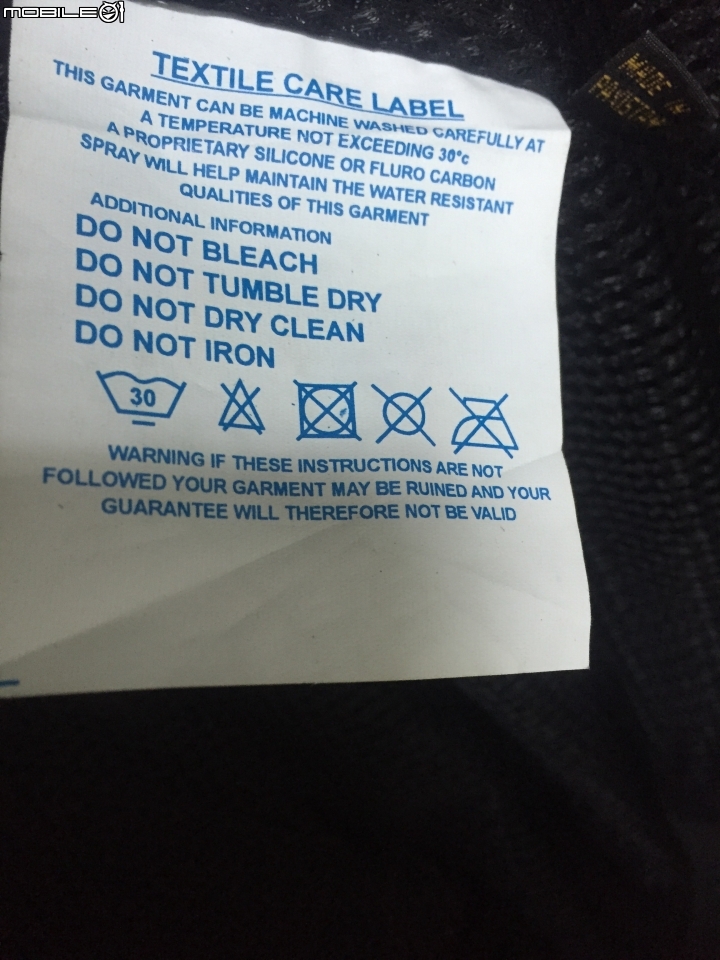 MOBILE01
TEXTILE CARE LABEL
THIS GARMENT CAN BE MACHINE WASHED CAREFULLY AT
A TEMPERATURE NOT EXCEEDING 30°c
A PROPRIETARY SILICONE OR FLURO CARBON
SPRAY WILL HELP MAINTAIN THE WATER RESISTANT
QUALITIES OF THIS GARMENT
ADDITIONAL INFORMATION
DO NOT BLEACH
DO NOT TUMBLE DRY
DO NOT DRY CLEAN
DO NOT IRON
30
WARNING IF THESE INSTRUCTIONS ARE NOT
FOLLOWED YOUR GARMENT MAY BE RUINED AND YOUR
GUARANTEE WILL THEREFORE NOT BE VALID
MADE IN
PAKISTAN